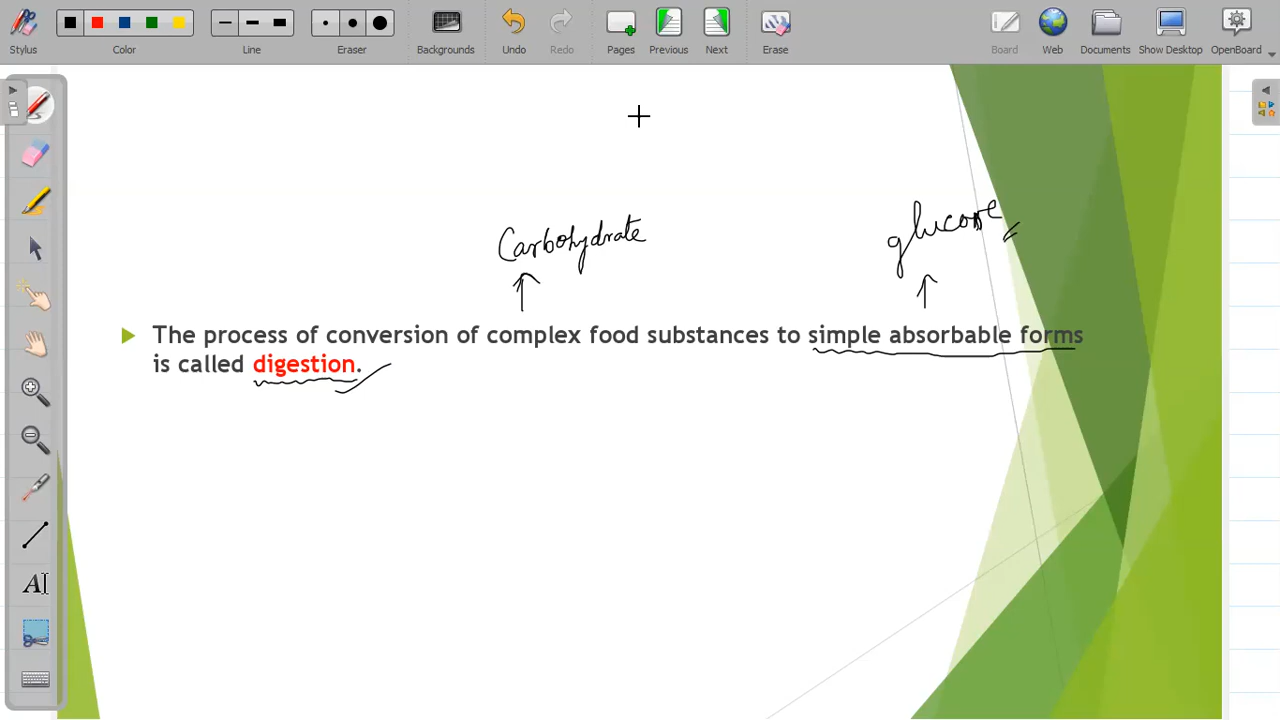 Stylus
Color
Line
Eraser
Backgrounds
Undo
Redo
Pages
Previous
Next
Erase
Board
Web
Documents
Show Desktop
OpenBoard
Carbohydrate
glucose
The process of conversion of complex food substances to simple absorbable forms
is called digestion.